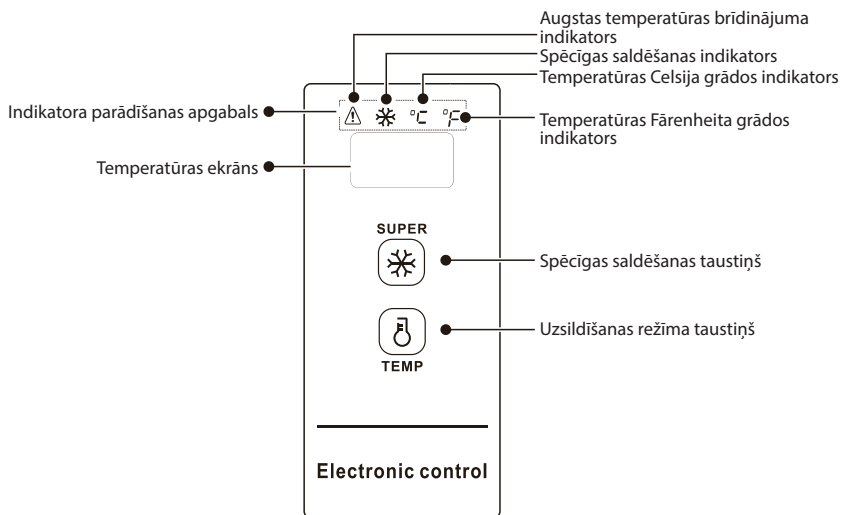 Augstas temperatūras brīdinājuma
indikators
Spēcīgas saldēšanas indikators
Temperatūras Celsija grādos indikators
Indikatora parādīšanas apgabals
°C °F
Temperatūras Fārenheita grādos
indikators
Temperatūras ekrāns
SUPER
Spēcīgas saldēšanas taustiņš
Uzsildīšanas režīma taustiņš
TEMP
Electronic control